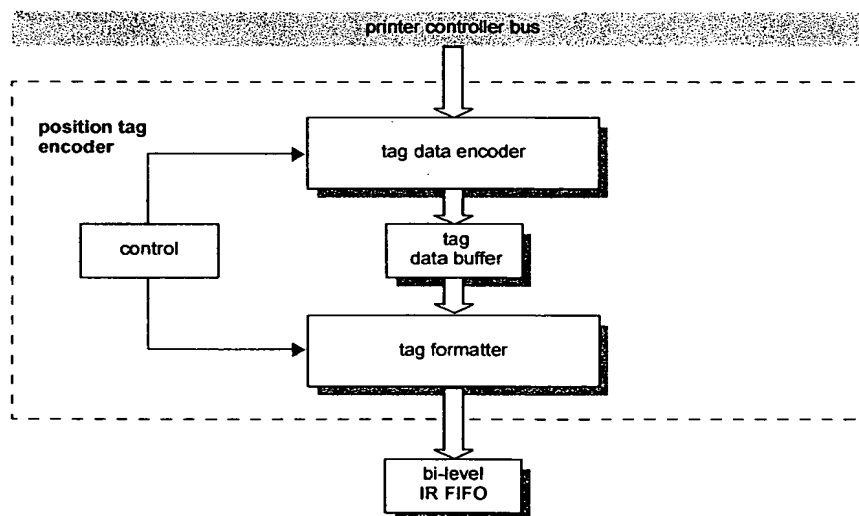 printer controller bus
position tag
encoder
tag data encoder
control
tag
data buffer
tag formatter
bi-level
IR FIFO